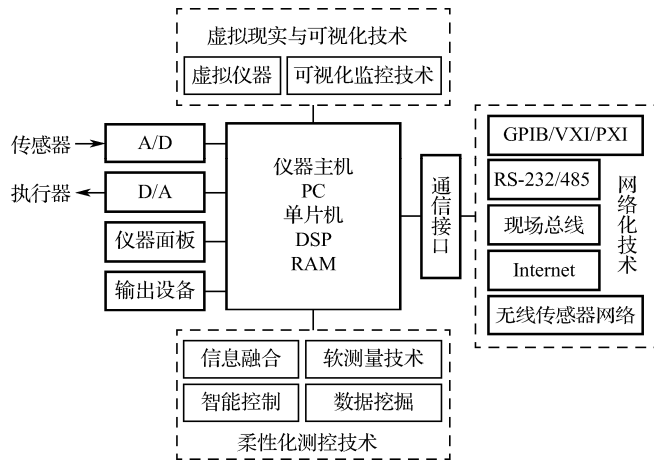 虚拟现实与可视化技术
虚拟仪器
可视化监控技术
传感器
A/D
执行器
D/A
仪器面板
输出设备
仪器主机
PC
单片机
DSP
RAM
通信接口
GPIB/VXI/PXI
RS-232/485
现场总线
Internet
无线传感器网络
网络化技术
信息融合
软测量技术
智能控制
数据挖掘
柔性化测控技术